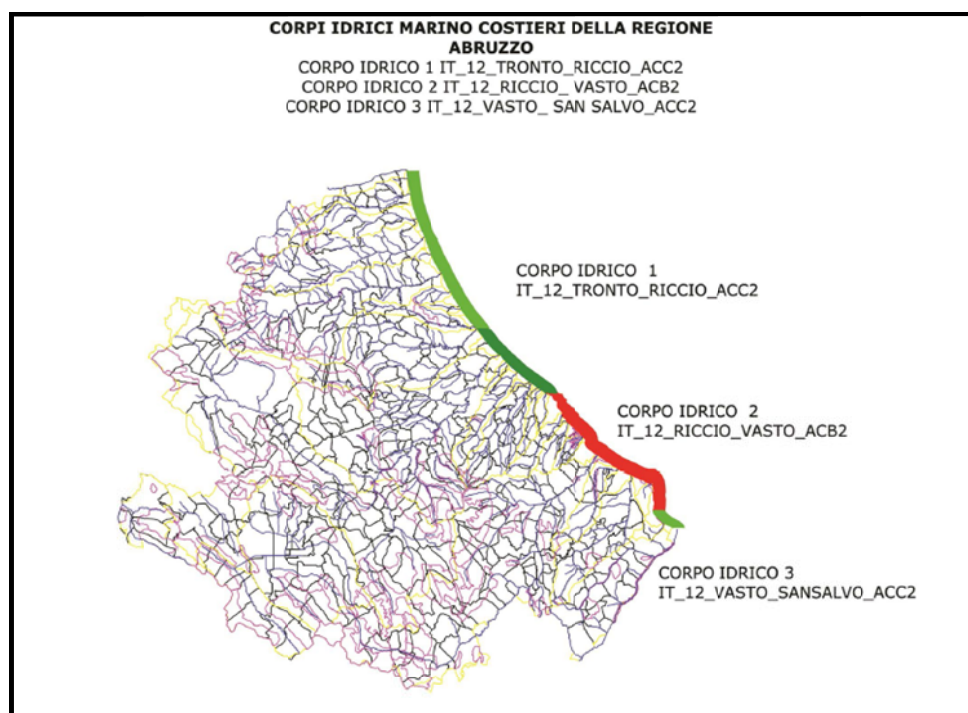 CORPI IDRICI MARINO COSTIERI DELLA REGIONE
ABRUZZO
CORPO IDRICO 1 IT_12_TRONTO_RICCIO_ACC2
CORPO IDRICO 2 IT_12_RICCIO_ VASTO_ACB2
CORPO IDRICO 3 IT_12_VASTO_ SAN SALVO_ACC2
CORPO IDRICO 1
IT_12_TRONTO_RICCIO_ACC2
CORPO IDRICO 2
IT_12_RICCIO_VASTO_ACB2
CORPO IDRICO 3
IT_12_VASTO_SANSALVO_ACC2